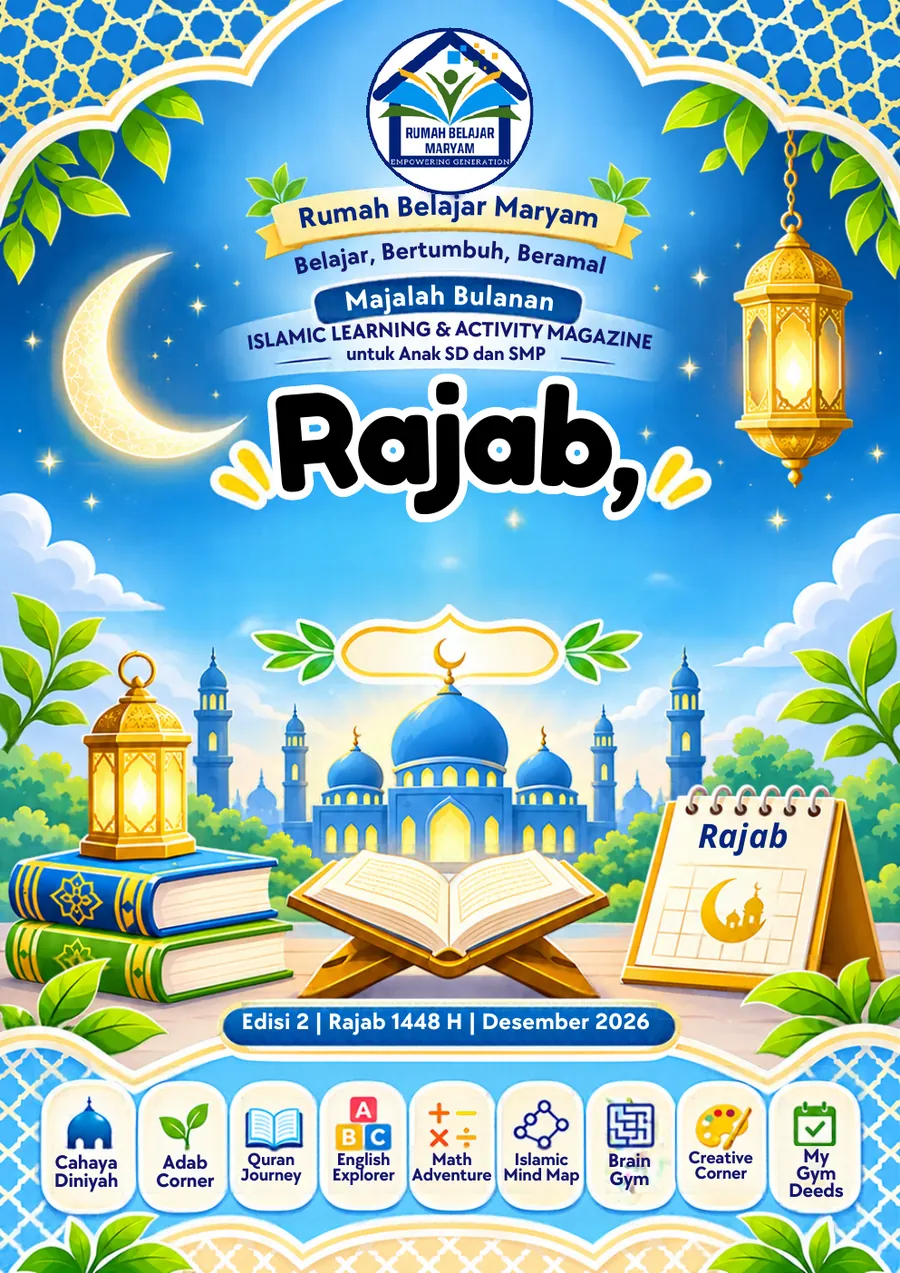 RUMAH BELAJAR
MARYAM
EMPOWERING GENERATION
Rumah Belajar Maryam
Belajar, Bertumbuh, Beramal
Majalah Bulanan
ISLAMIC LEARNING & ACTIVITY MAGAZINE
untuk Anak SD dan SMP
Rajab,
Rajab
Edisi 2 | Rajab 1448 H | Desember 2026
Cahaya
Diniyah
Adab
Corner
Quran
Journey
A
B C
English
Explorer
Math
Adventure
Islamic
Mind Map
Brain
Gym
Creative
Corner
My
Gym
Deeds